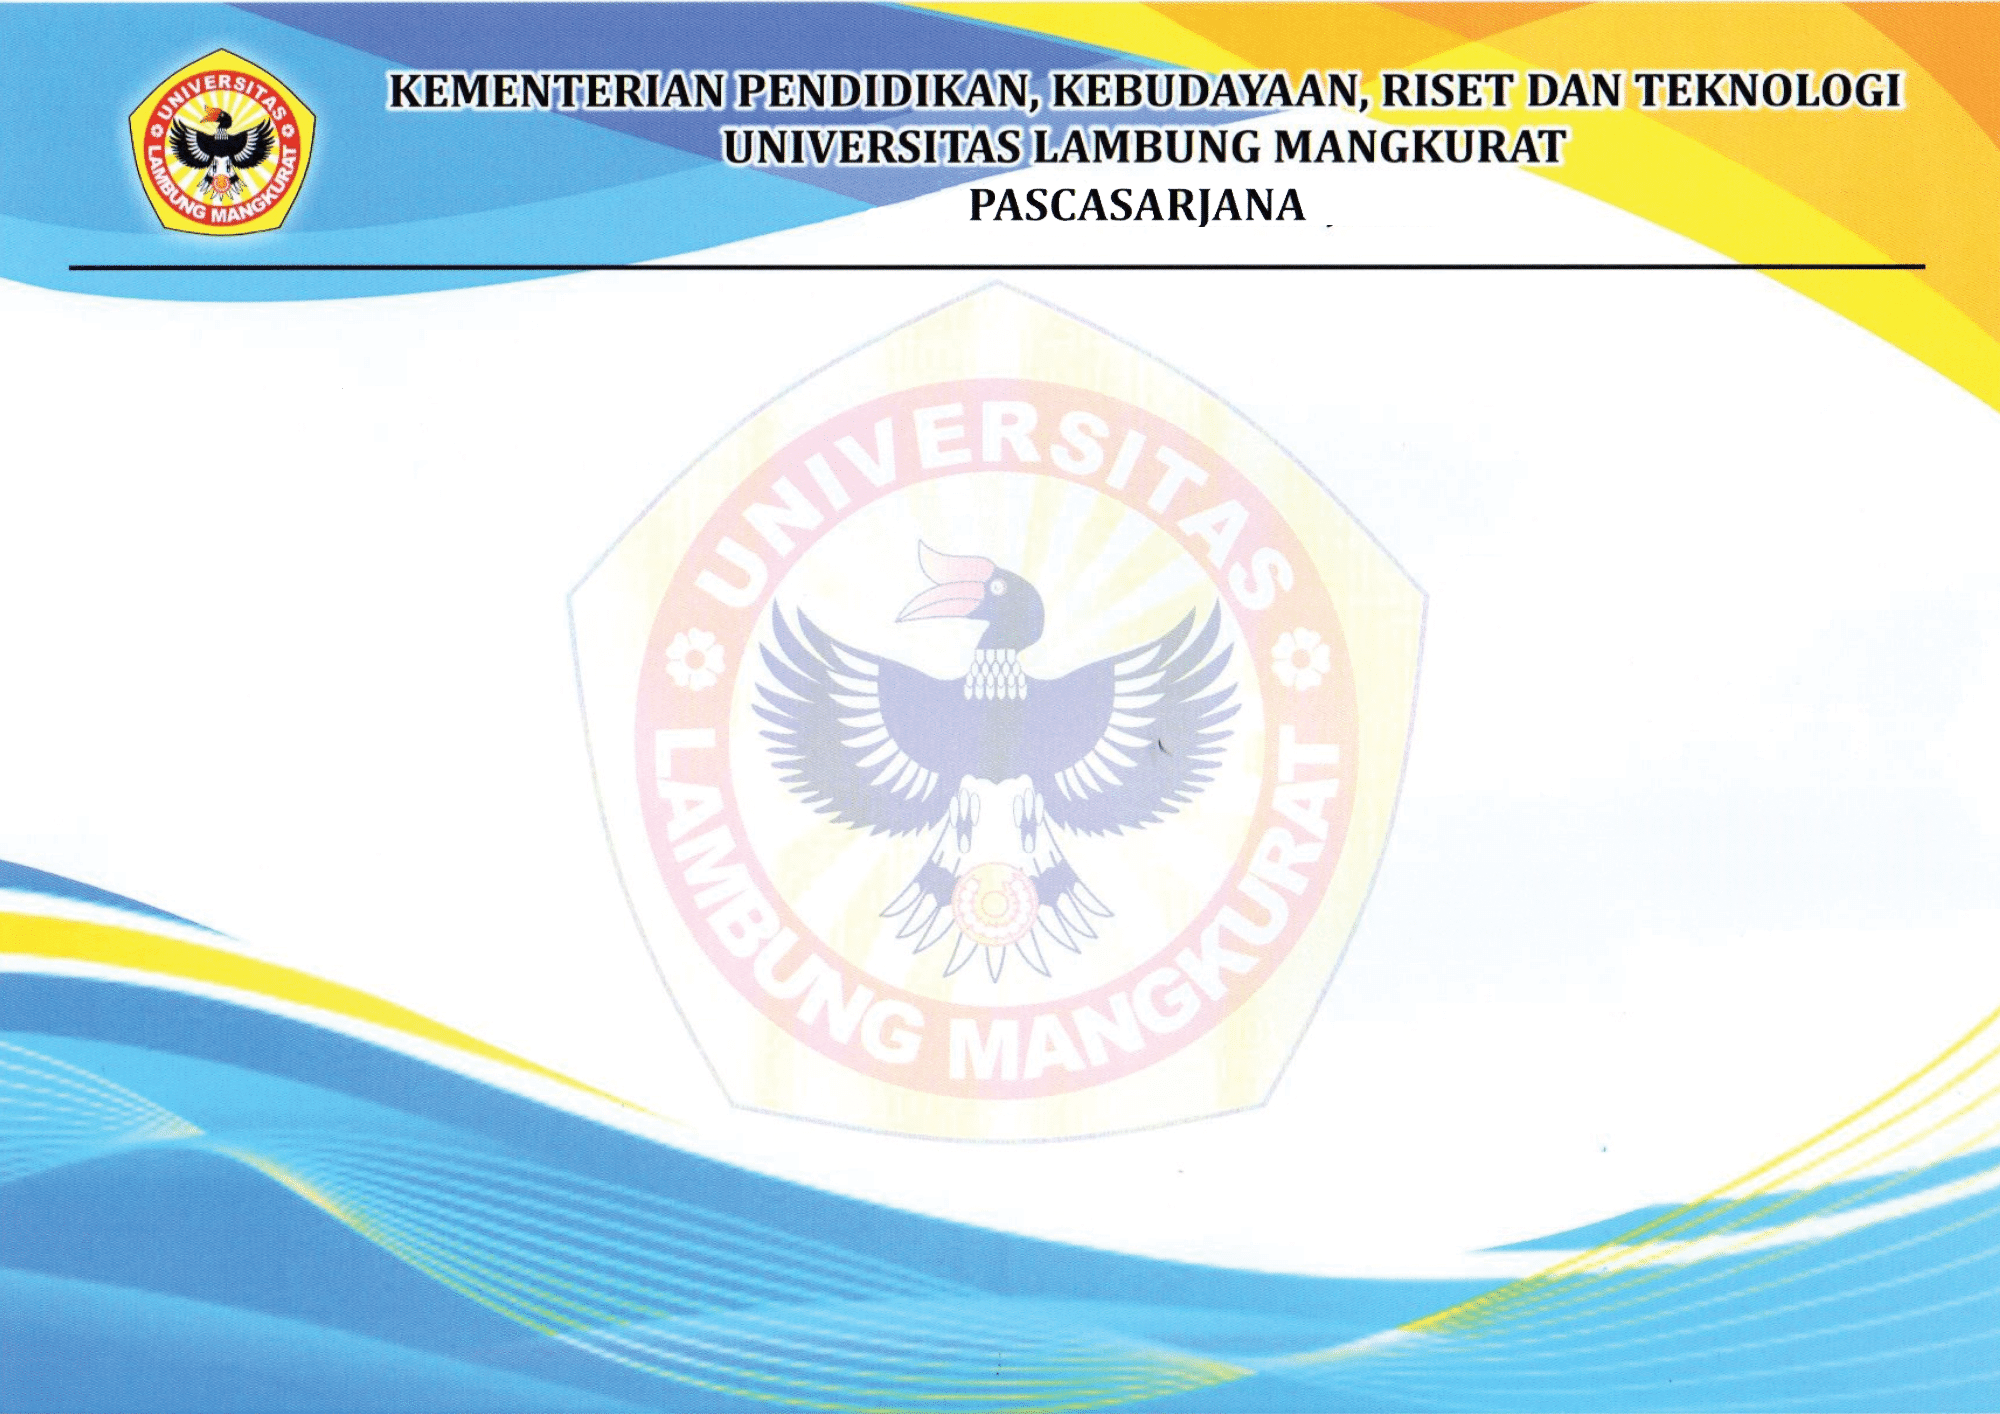 KEMENTERIAN PENDIDIKAN, KEBUDAYAAN, RISET DAN TEKNOLOGI
UNIVERSITAS LAMBUNG MANGKURAT
PASCASARJANA
UNIVERSITAS
LAMBUNG MANGKURAT
UNIVERSITAS
LAMBUNG MANGKURAT